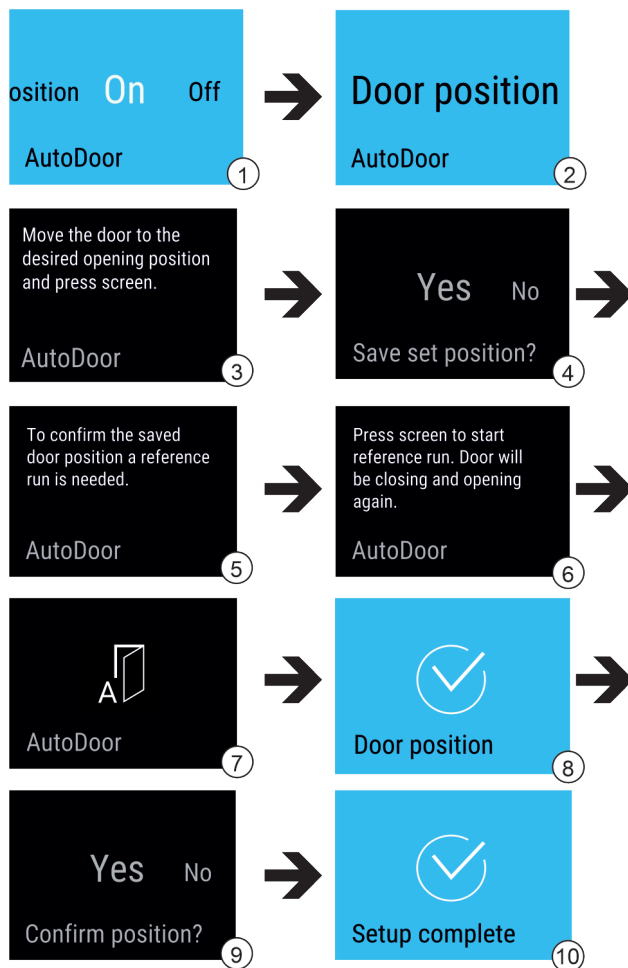 osition On Off
AutoDoor
1
Door position
AutoDoor
2
Move the door to the
desired opening position
and press screen.
AutoDoor
3
Yes No
Save set position?
4
To confirm the saved
door position a reference
run is needed.
AutoDoor
5
Press screen to start
reference run. Door will
be closing and opening
again.
AutoDoor
6
A
AutoDoor
7
Door position
8
Yes No
Confirm position?
9
Setup complete
10